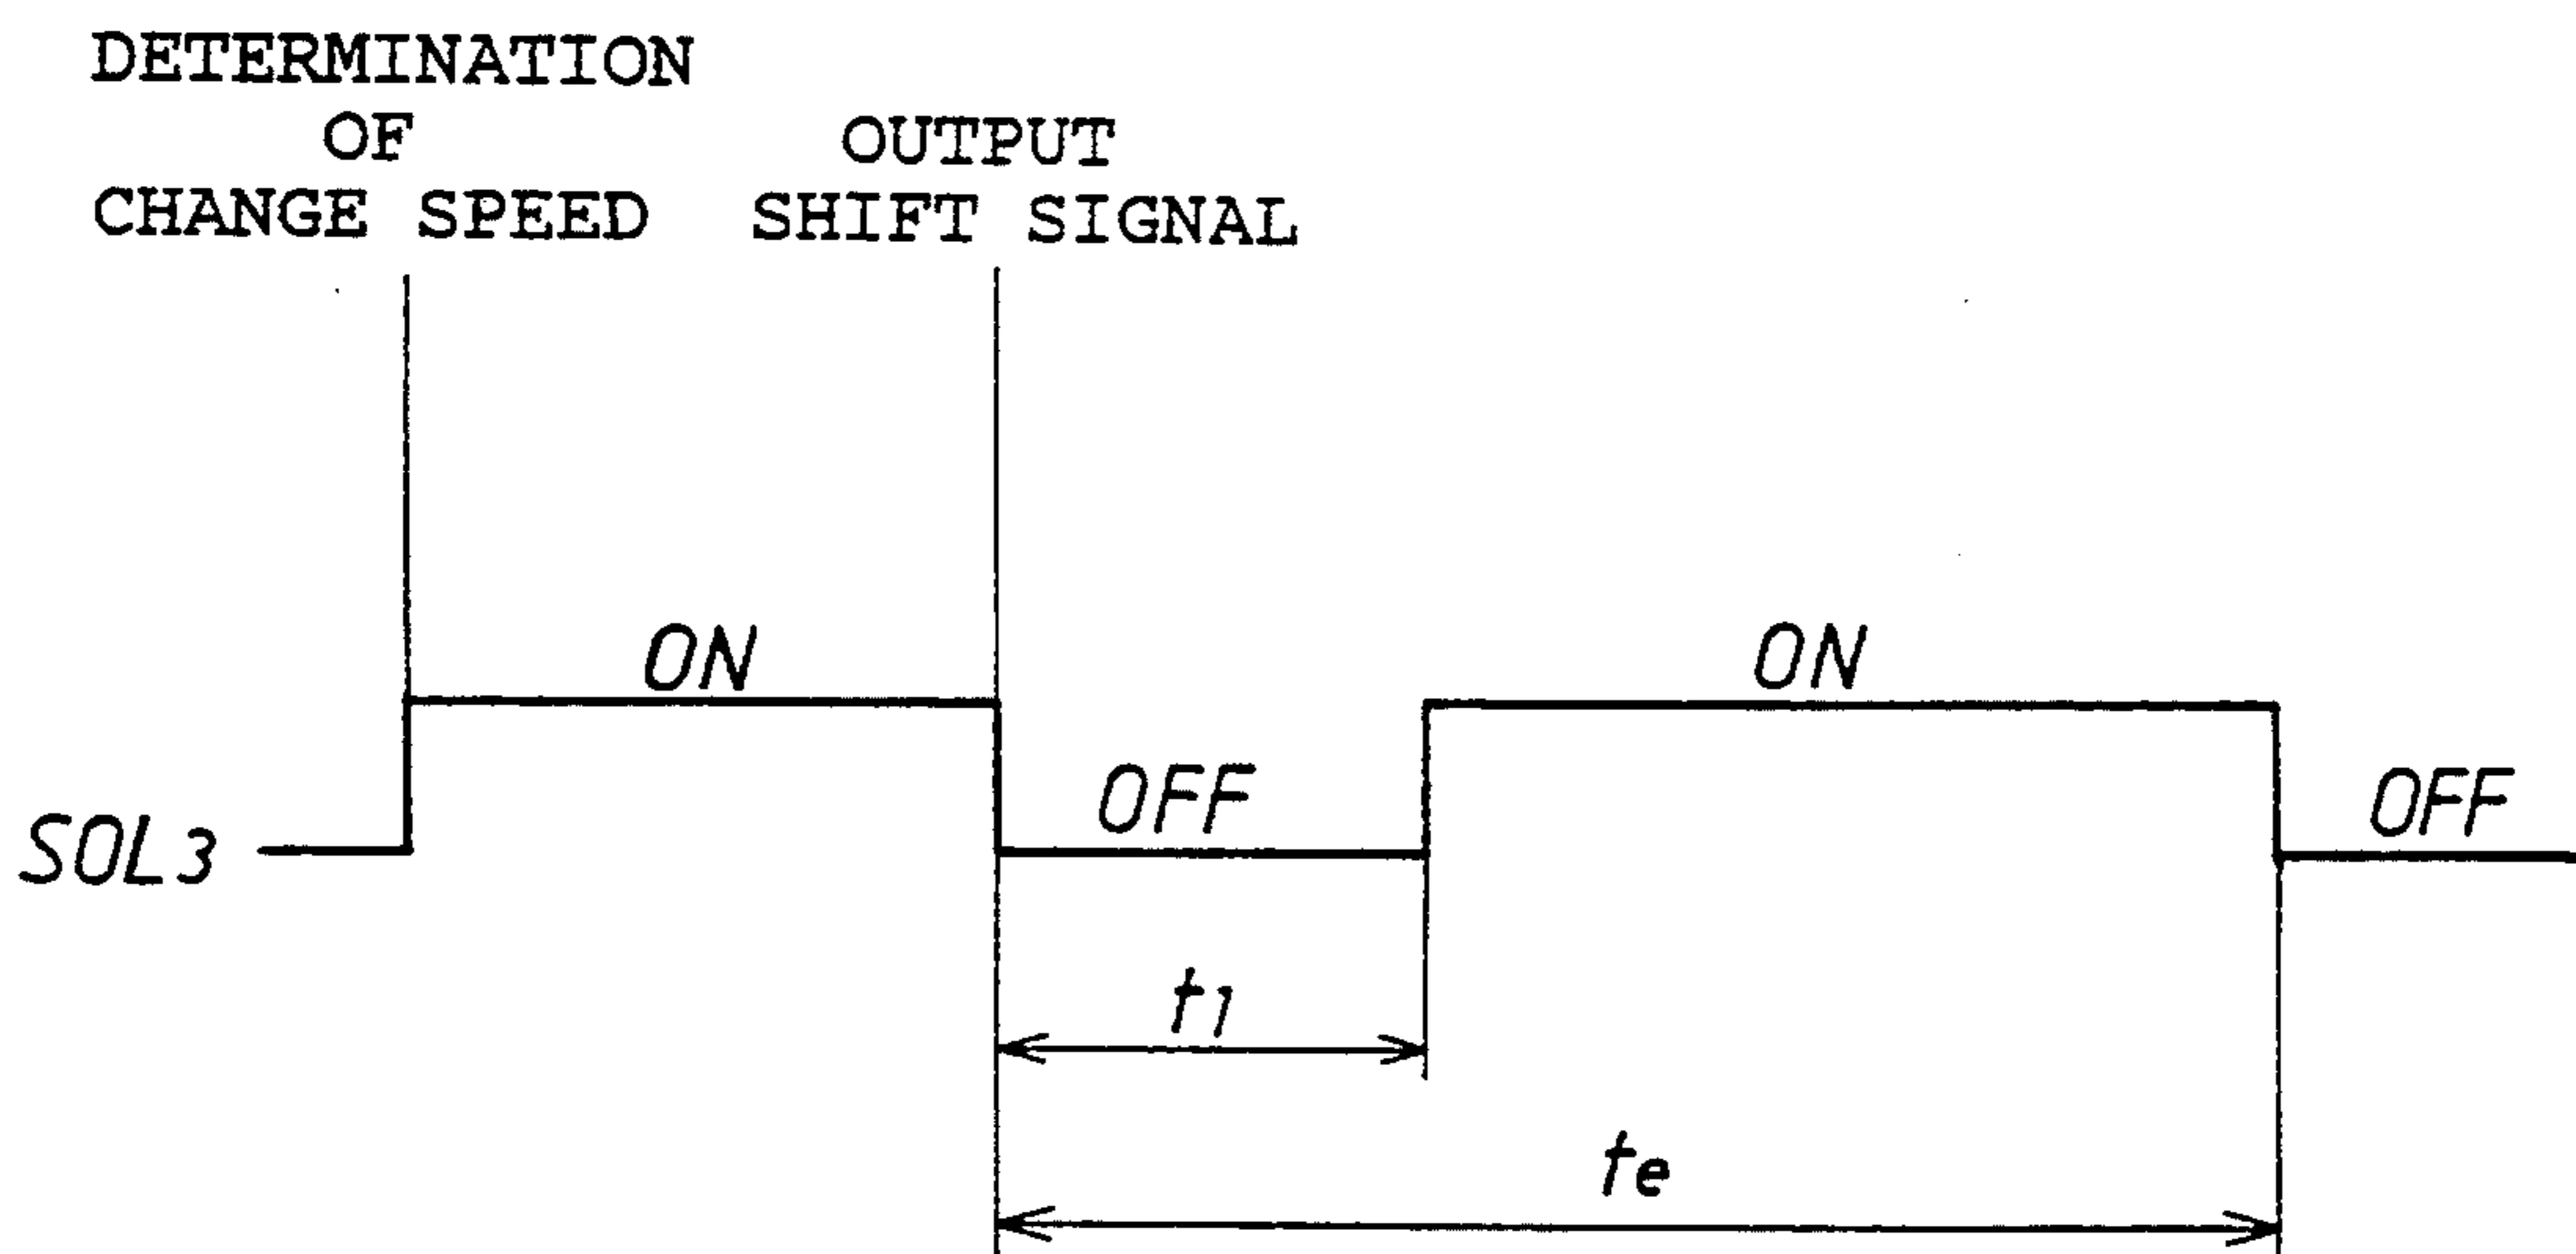 DETERMINATION
OF
CHANGE SPEED
OUTPUT
SHIFT SIGNAL
ON
ON
SOL3
OFF
OFF
t1
te